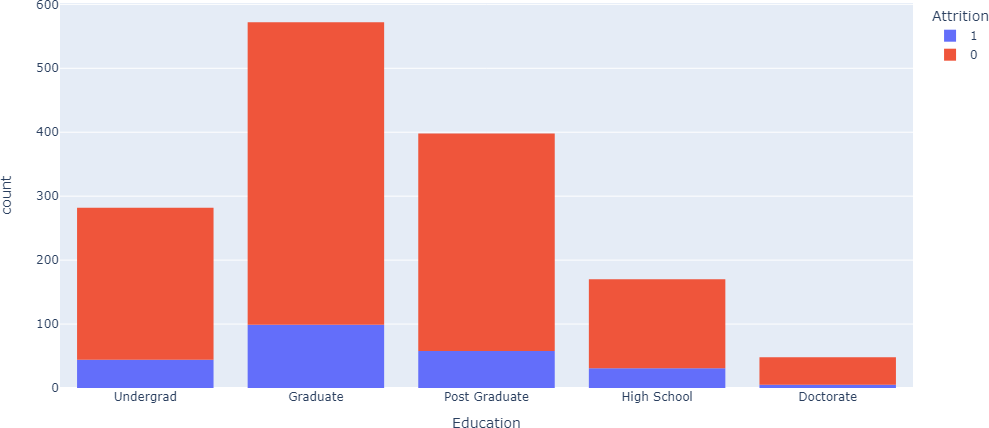 600
500
400
300
200
100
0
count
Undergrad
Graduate
Post Graduate
High School
Doctorate
Education
Attrition
1
0